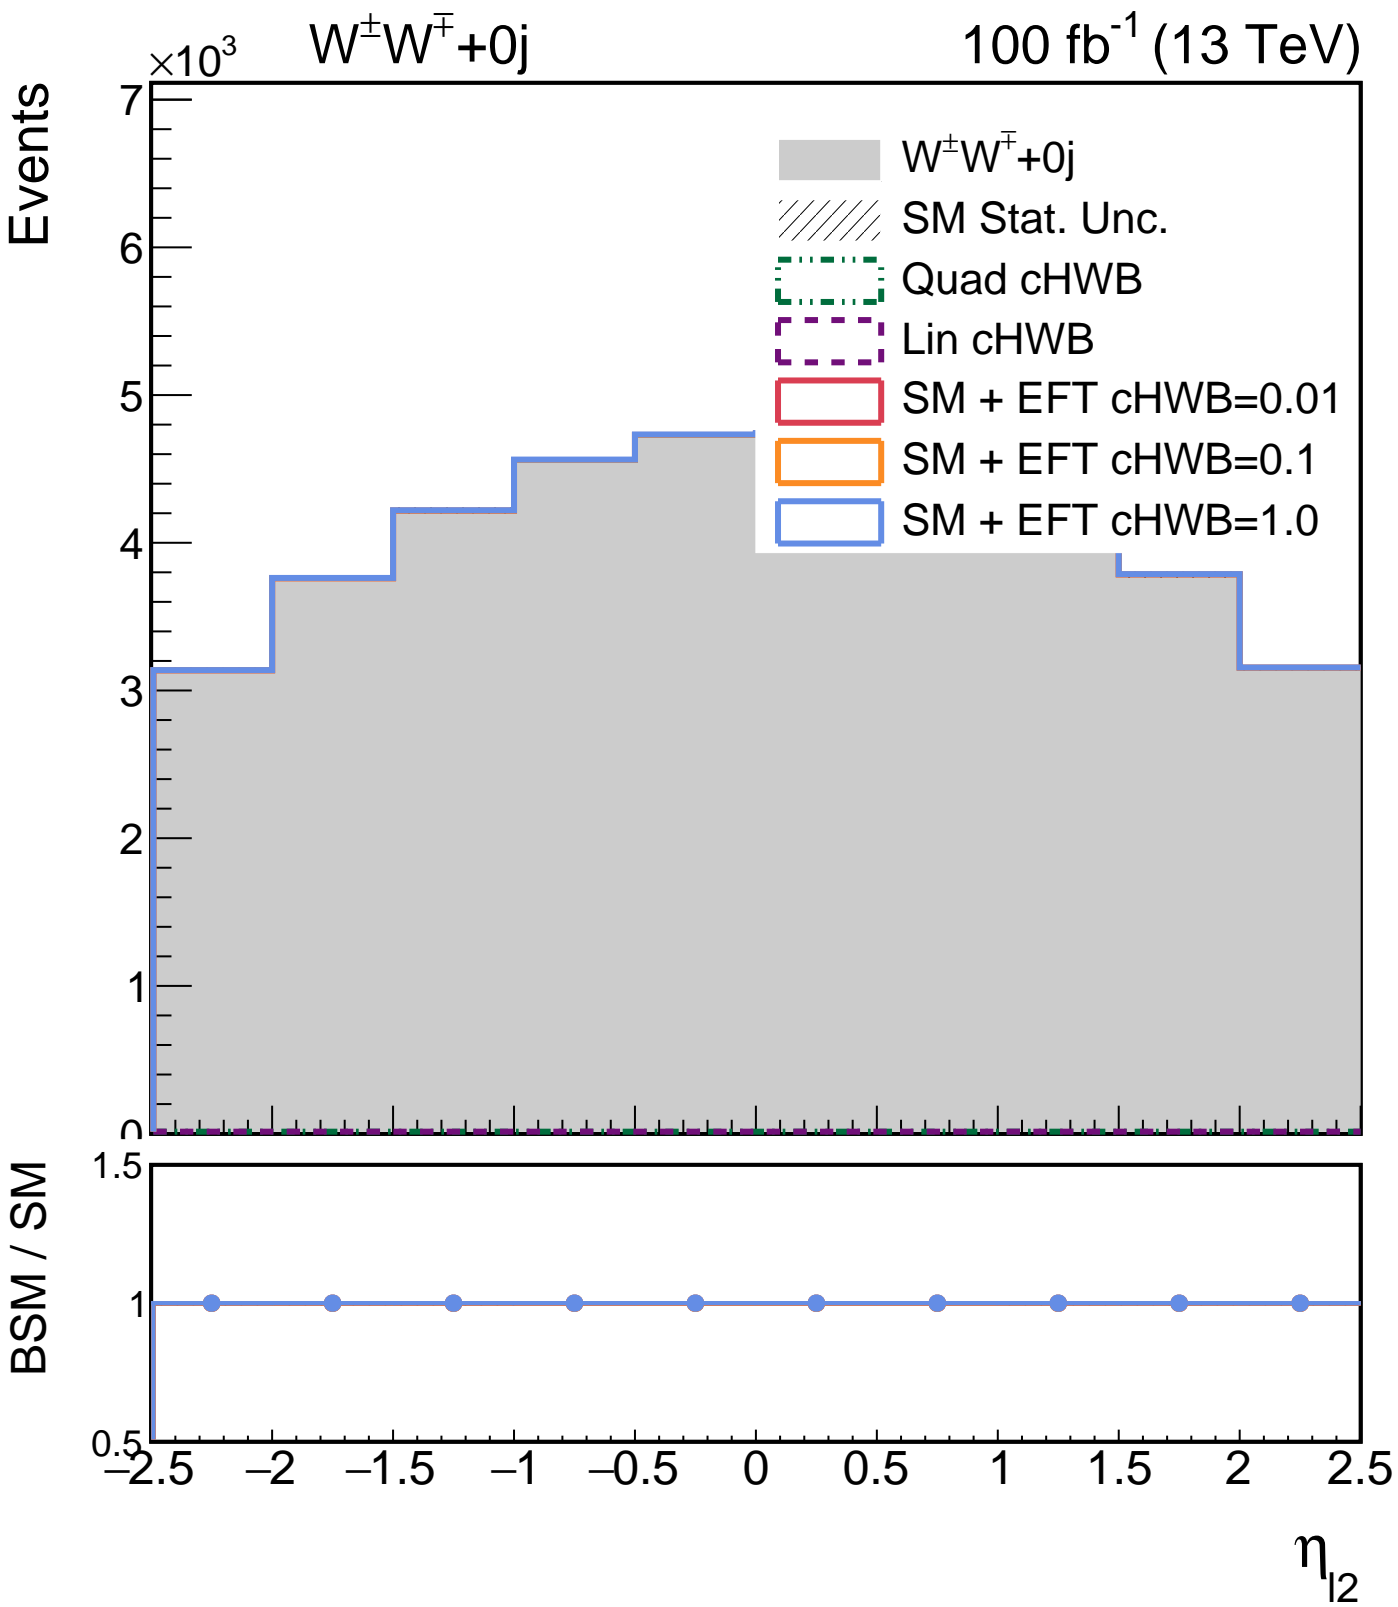 W±W∓+0j 100 fb-1 (13 TeV)
×10³
Events
7
6
5
4
3
2
1
0
W±W∓+0j
SM Stat. Unc.
Quad cHWB
Lin cHWB
SM + EFT cHWB=0.01
SM + EFT cHWB=0.1
SM + EFT cHWB=1.0
BSM / SM
1.5
1
0.5
−2.5 −2 −1.5 −1 −0.5 0 0.5 1 1.5 2 2.5
η l2